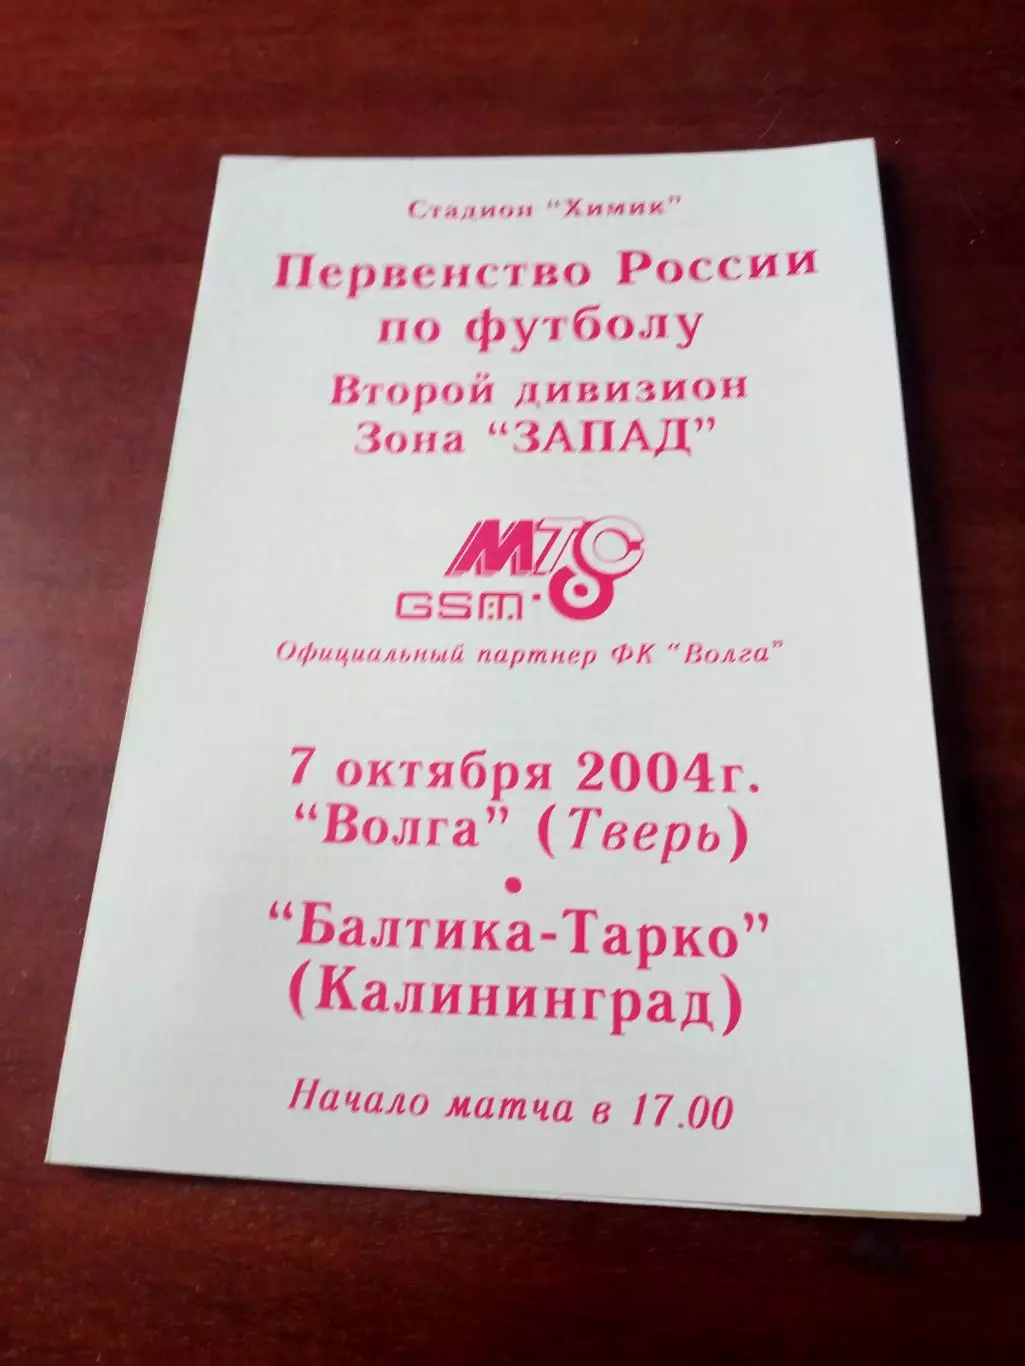 Стадион "Химик"
Первенство России
по футболу
Второй дивизион
Зона "ЗАПАД"
МТС
GSM
Официальный партнер ФК "Волга"
7 октября 2004г.
"Волга" (Тверь)
•
"Балтика-Тарко"
(Калининград)
Начало матча в 17.00